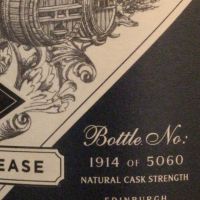 Bottle No:
1914 OF 5060
EASE
NATURAL CASK STRENGTH
EDINBURGH